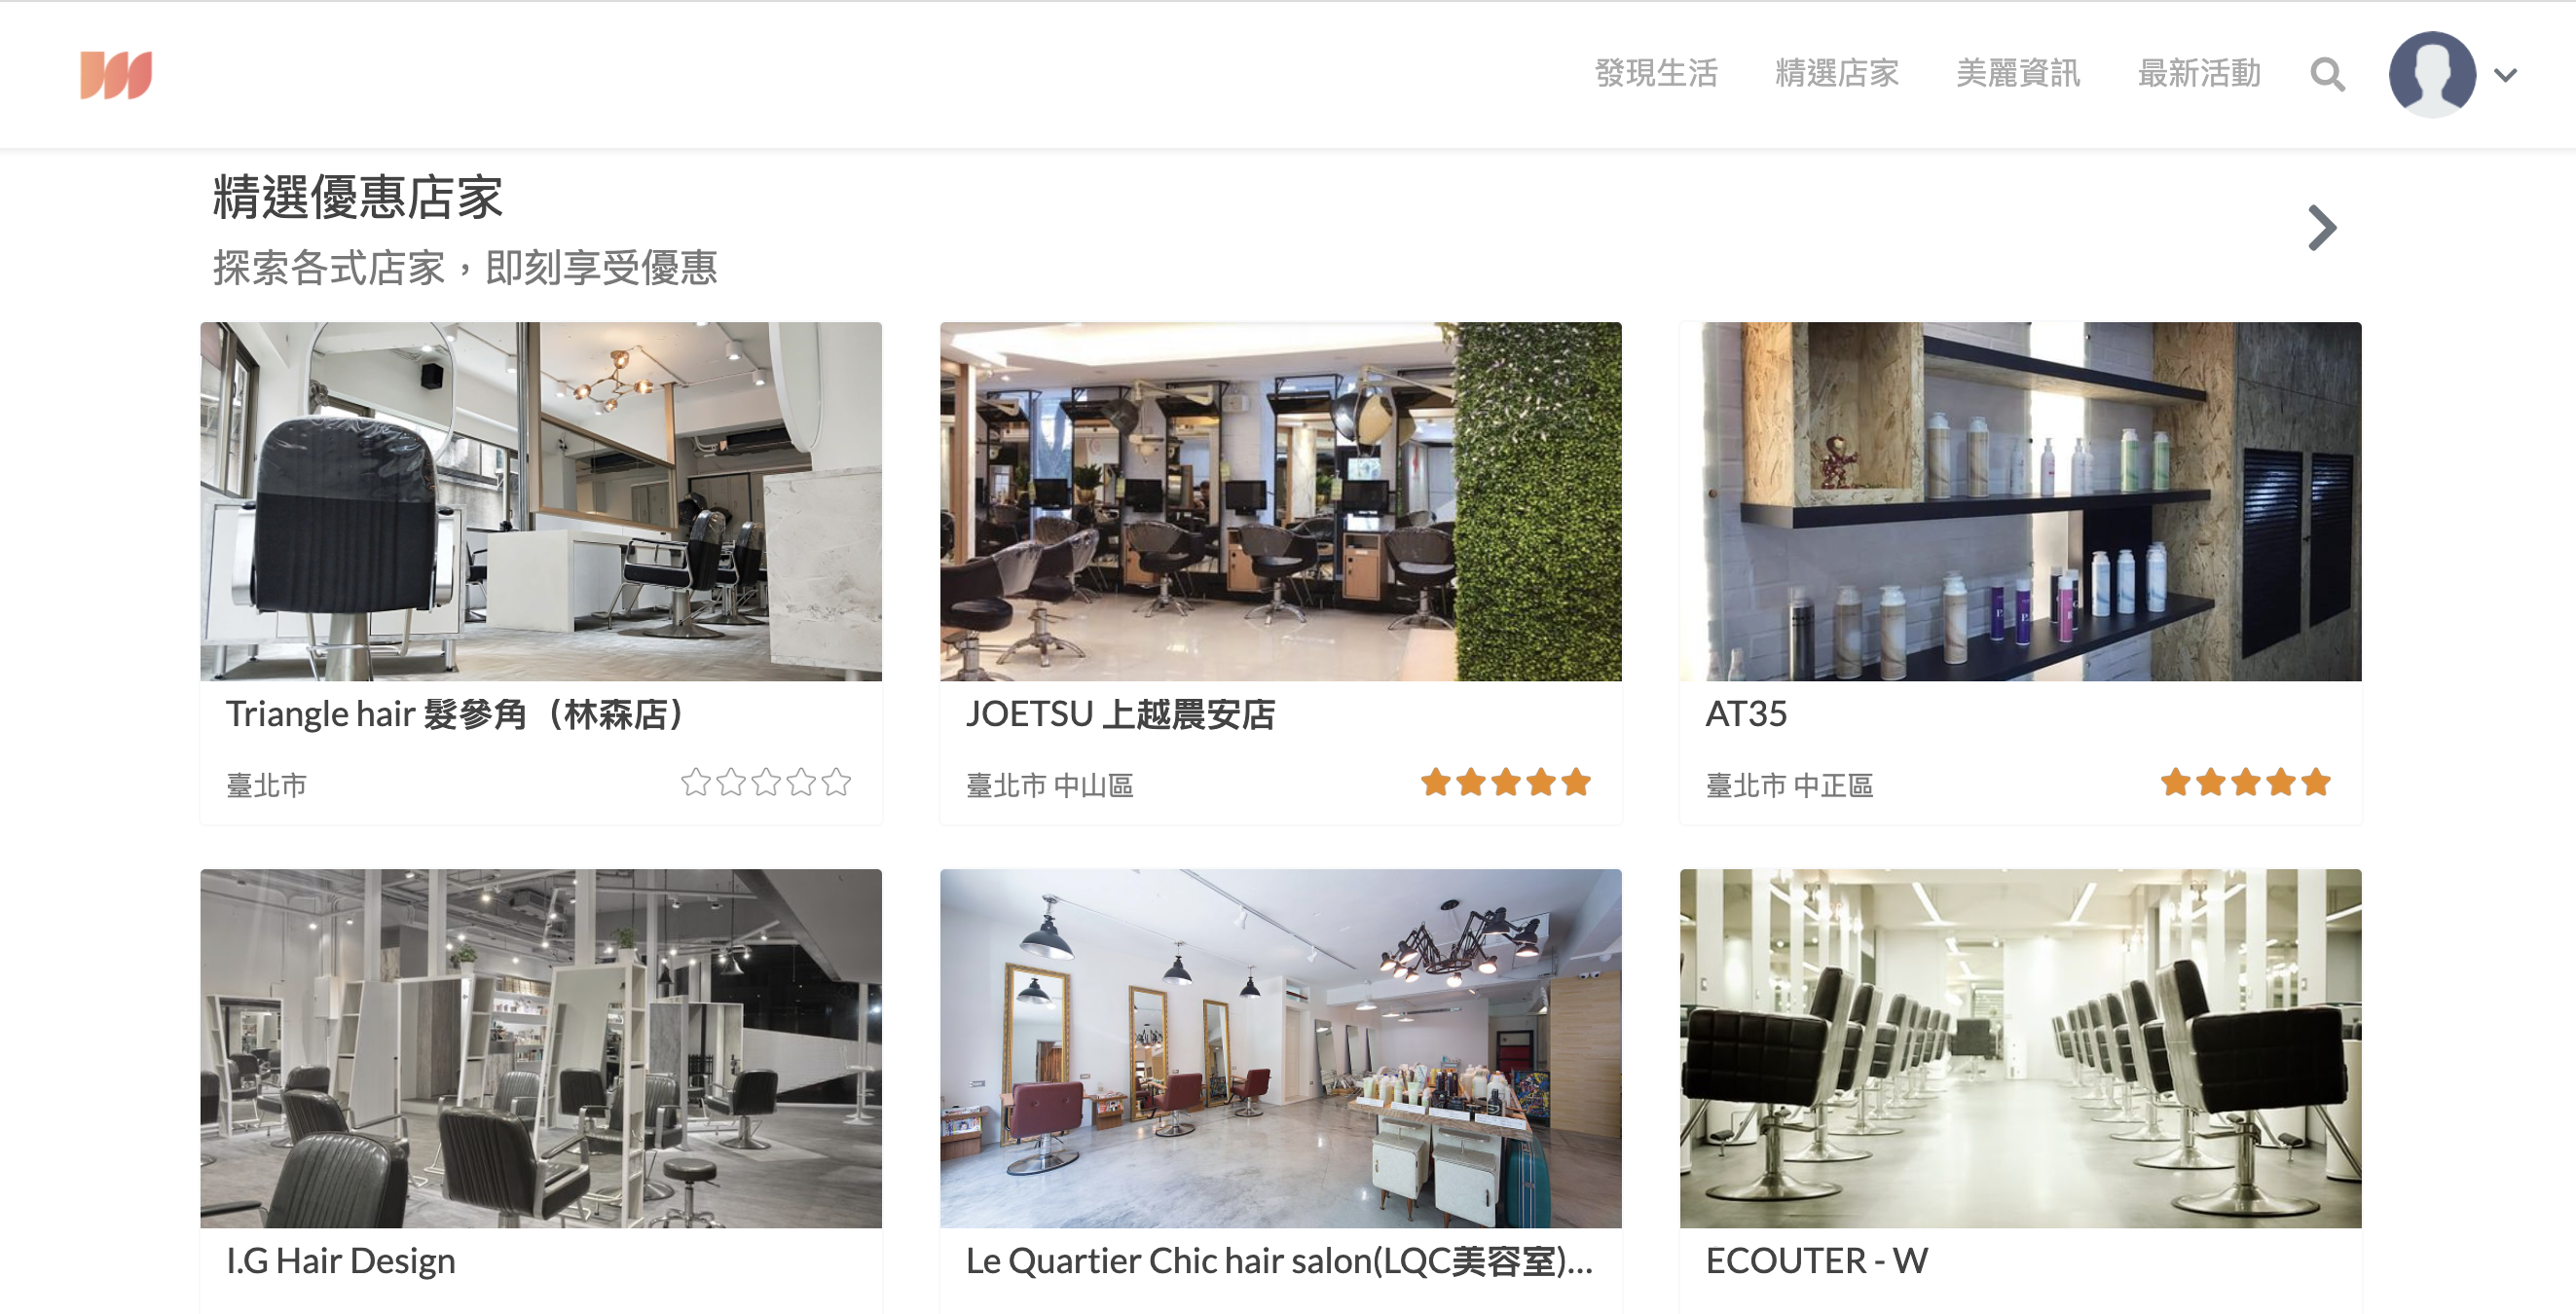 發現生活 精選店家 美麗資訊 最新活動
精選優惠店家
探索各式店家，即刻享受優惠
Triangle hair 髮參角（林森店）
臺北市
JOETSU 上越農安店
臺北市 中山區
AT35
臺北市 中正區
I.G Hair Design
Le Quartier Chic hair salon(LQC美容室)...
ECOUTER - W